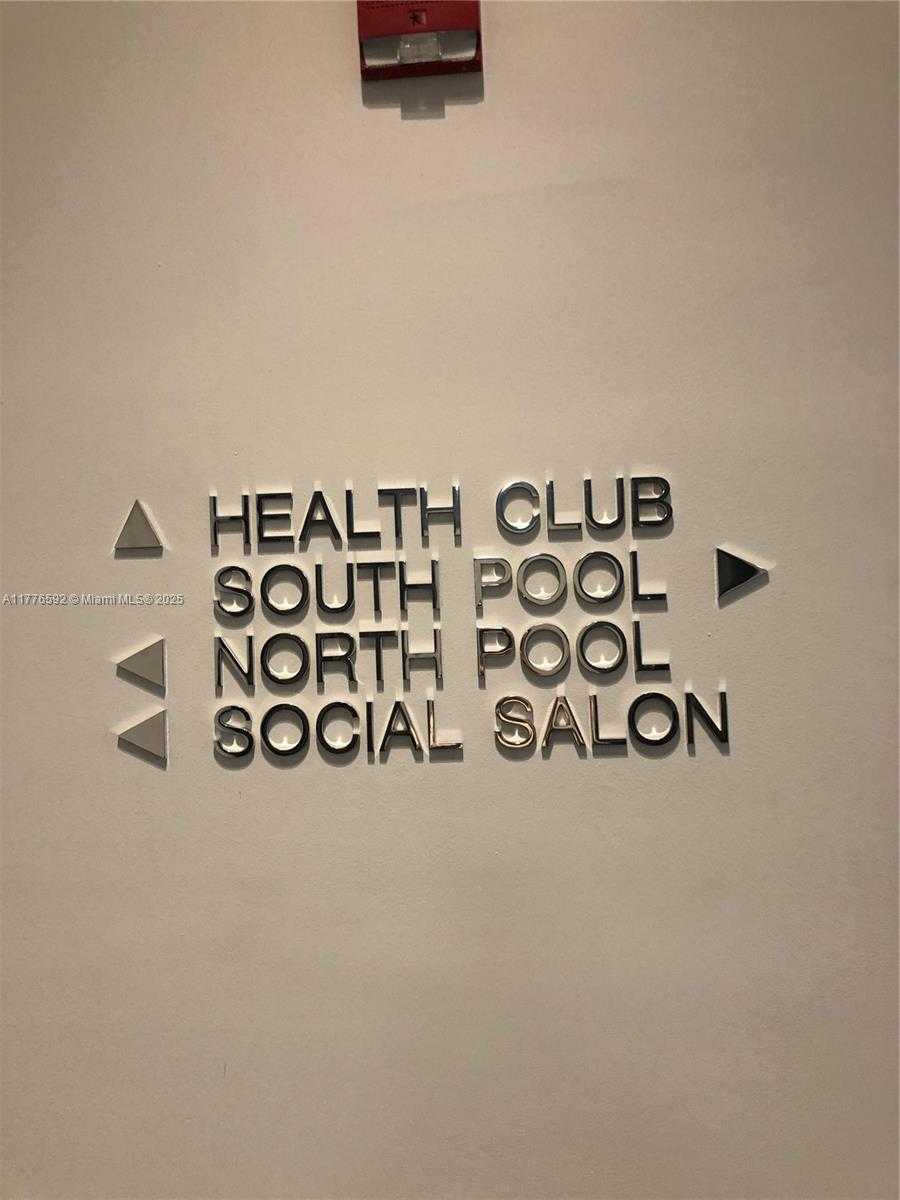 HEALTH CLUB
SOUTH POOL
A11776592 © Miami MLS© 2025
NORTH POOL
SOCIAL SALON